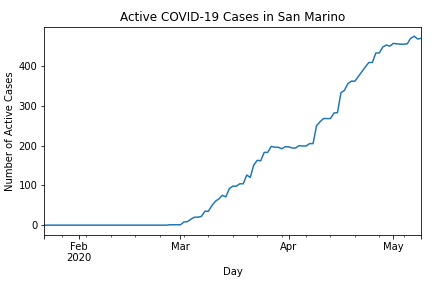 Active COVID-19 Cases in San Marino
Number of Active Cases
400
300
200
100
0
Feb
2020
Mar
Apr
May
Day